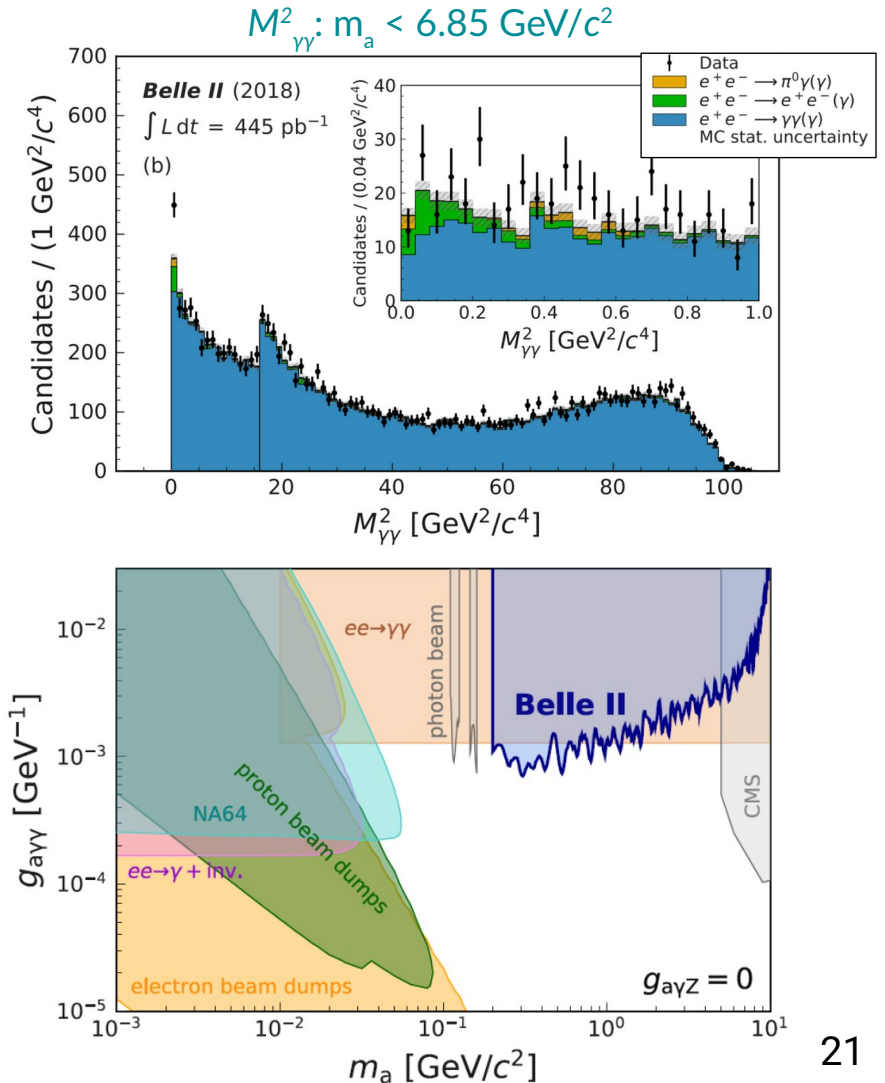 M²γγ: mₐ < 6.85 GeV/c²
700
600
500
400
300
200
100
0
Candidates / (1 GeV²/c⁴)
Belle II (2018)
∫ L dt = 445 pb⁻¹
(b)
40
30
20
10
0
Candidates / (0.04 GeV²/c⁴)
0.0 0.2 0.4 0.6 0.8 1.0
M²γγ [GeV²/c⁴]
Data
e⁺e⁻ → π⁰γ(γ)
e⁺e⁻ → e⁺e⁻(γ)
e⁺e⁻ → γγ(γ)
MC stat. uncertainty
0 20 40 60 80 100
M²γγ [GeV²/c⁴]
10⁻²
10⁻³
10⁻⁴
10⁻⁵
g_aγγ [GeV⁻¹]
ee→γγ
photon beam
Belle II
CMS
NA64
proton beam dumps
ee→γ + inv.
electron beam dumps
g_aγZ = 0
10⁻³ 10⁻² 10⁻¹ 10⁰ 10¹
mₐ [GeV/c²]
21